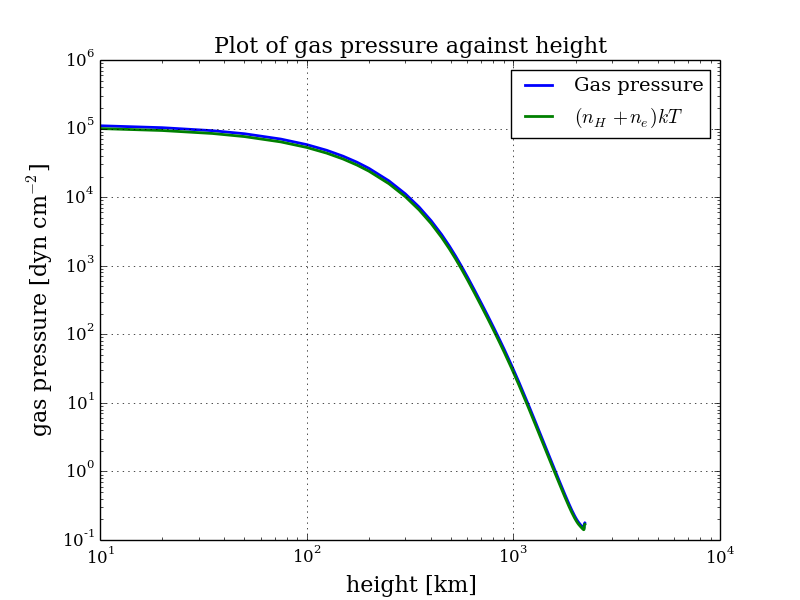 Plot of gas pressure against height
Gas pressure
(n_H + n_e)kT
10^6
10^5
10^4
10^3
10^2
10^1
10^0
10^-1
gas pressure [dyn cm^-2]
10^1 10^2 10^3 10^4
height [km]